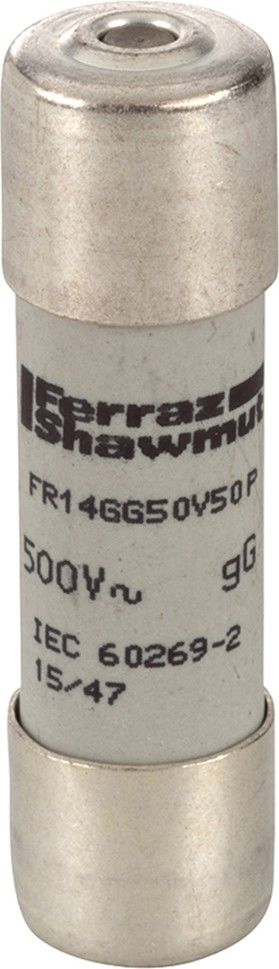 Ferraz
Shawmut
FR14GG50V50P
500V~ gG
IEC 60269-2
15/47